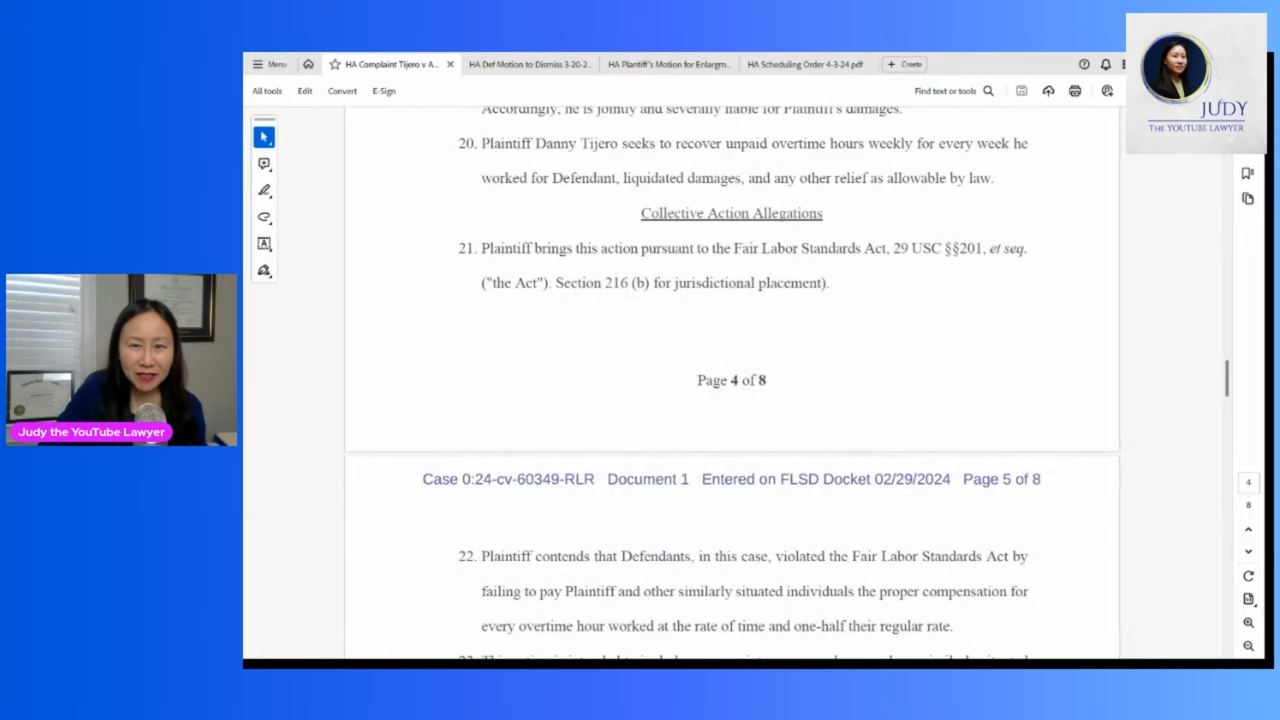 Menu
HA Complaint Tijero v A...
HA Def Motion to Dismiss 3-20-2...
HA Plantiff's Motion for Enlargm...
HA Scheduling Order 4-3-24.pdf
Create
All tools
Edit
Convert
E-Sign
Find text or tools
JUDY
THE YOUTUBE LAWYER
Accordingly, he is jointly and severally liable for Plaintiff's damages.
20. Plaintiff Danny Tijero seeks to recover unpaid overtime hours weekly for every week he
worked for Defendant, liquidated damages, and any other relief as allowable by law.
Collective Action Allegations
21. Plaintiff brings this action pursuant to the Fair Labor Standards Act, 29 USC §§201, et seq.
("the Act"). Section 216 (b) for jurisdictional placement).
Page 4 of 8
Case 0:24-cv-60349-RLR Document 1 Entered on FLSD Docket 02/29/2024 Page 5 of 8
22. Plaintiff contends that Defendants, in this case, violated the Fair Labor Standards Act by
failing to pay Plaintiff and other similarly situated individuals the proper compensation for
every overtime hour worked at the rate of time and one-half their regular rate.
4
8
Judy the YouTube Lawyer